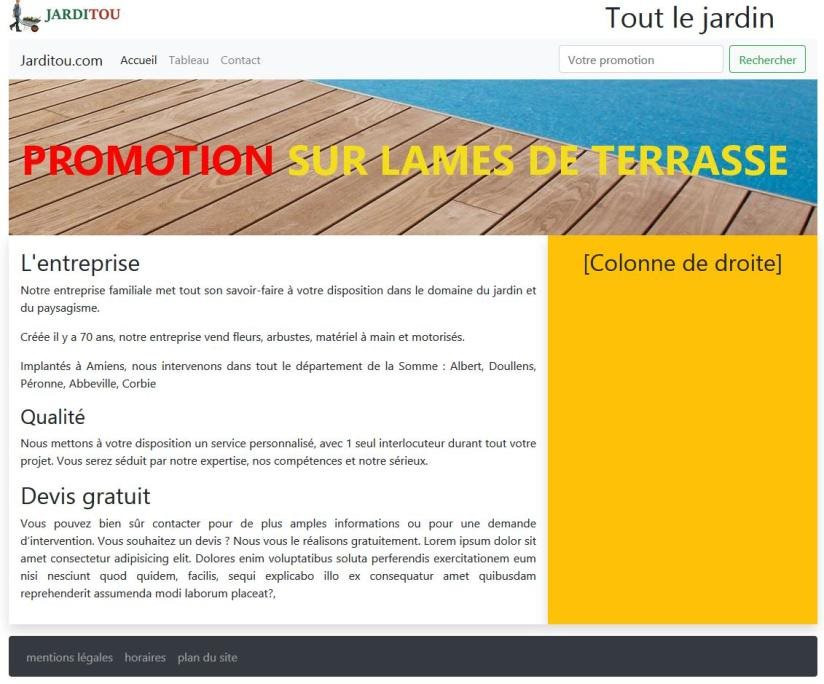 JARDITOU
Tout le jardin
Jarditou.com Accueil Tableau Contact Votre promotion Rechercher
PROMOTION SUR LAMES DE TERRASSE
L'entreprise
Notre entreprise familiale met tout son savoir-faire à votre disposition dans le domaine du jardin et
du paysagisme.
Créée il y a 70 ans, notre entreprise vend fleurs, arbustes, matériel à main et motorisés.
Implantés à Amiens, nous intervenons dans tout le département de la Somme : Albert, Doullens,
Péronne, Abbeville, Corbie
Qualité
Nous mettons à votre disposition un service personnalisé, avec 1 seul interlocuteur durant tout votre
projet. Vous serez séduit par notre expertise, nos compétences et notre sérieux.
Devis gratuit
Vous pouvez bien sûr contacter pour de plus amples informations ou pour une demande
d'intervention. Vous souhaitez un devis ? Nous vous le réalisons gratuitement. Lorem ipsum dolor sit
amet consectetur adipisicing elit. Dolores enim voluptatibus soluta perferendis exercitationem eum
nisi nesciunt quod quidem, facilis, sequi explicabo illo ex consequatur amet quibusdam
reprehenderit assumenda modi laborum placeat?,
[Colonne de droite]
mentions légales horaires plan du site